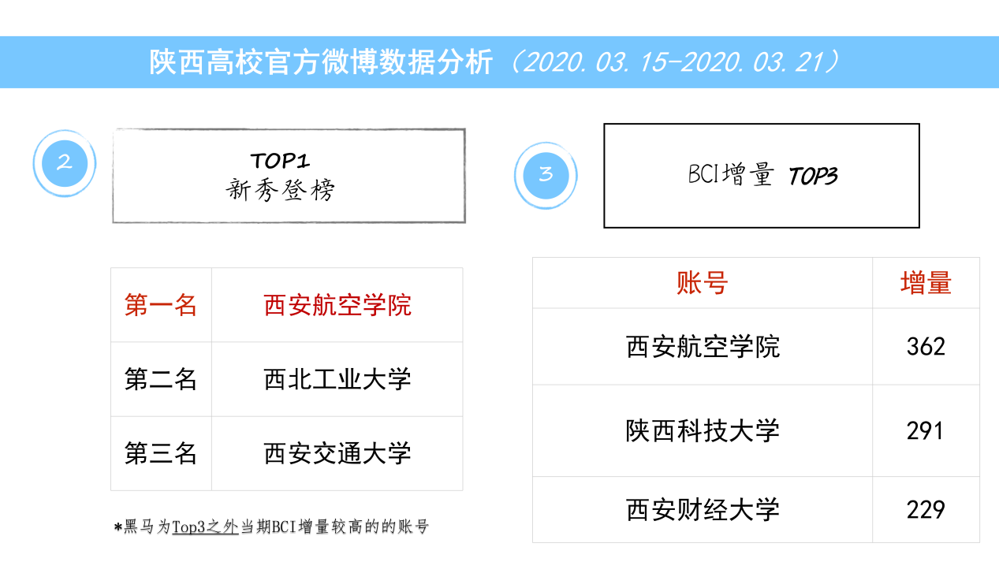 陕西高校官方微博数据分析（2020.03.15-2020.03.21）
2
TOP1
新秀登榜
第一名 西安航空学院
第二名 西北工业大学
第三名 西安交通大学
*黑马为Top3之外当期BCI增量较高的的账号
3
BCI增量 TOP3
账号 增量
西安航空学院 362
陕西科技大学 291
西安财经大学 229